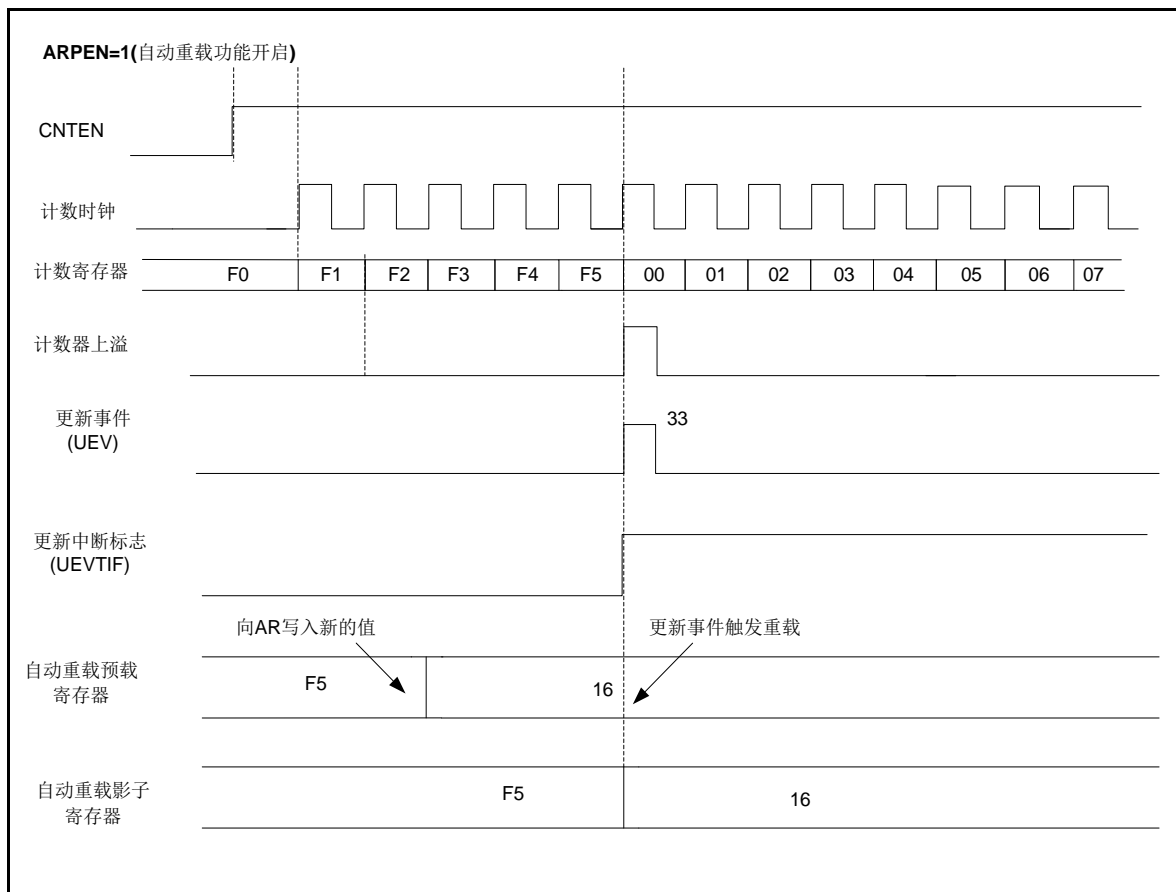 ARPEN=1(自动重载功能开启)
CNTEN
计数时钟
计数寄存器
F0 F1 F2 F3 F4 F5 00 01 02 03 04 05 06 07
计数器上溢
更新事件
(UEV)
33
更新中断标志
(UEVTIF)
向AR写入新的值
更新事件触发重载
自动重载预载
寄存器
F5
16
自动重载影子
寄存器
F5
16